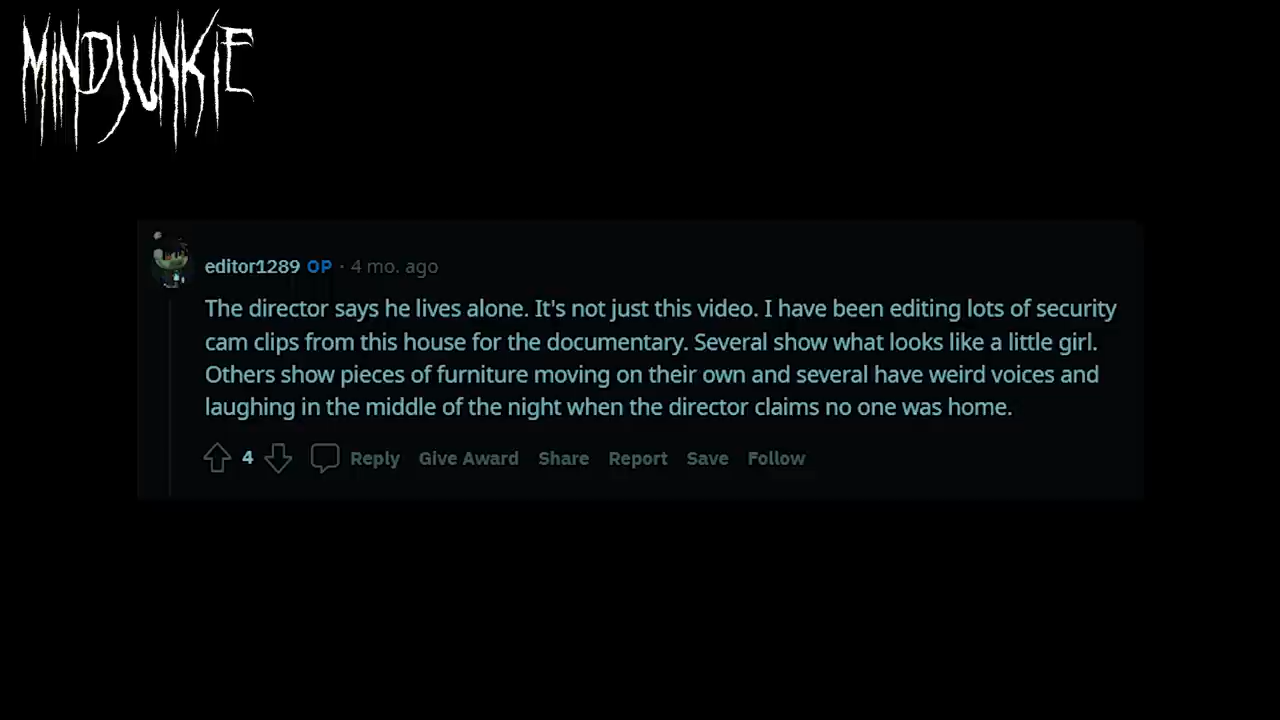 MINDJUNKIE
editor1289 OP · 4 mo. ago
The director says he lives alone. It's not just this video. I have been editing lots of security
cam clips from this house for the documentary. Several show what looks like a little girl.
Others show pieces of furniture moving on their own and several have weird voices and
laughing in the middle of the night when the director claims no one was home.
4 Reply Give Award Share Report Save Follow